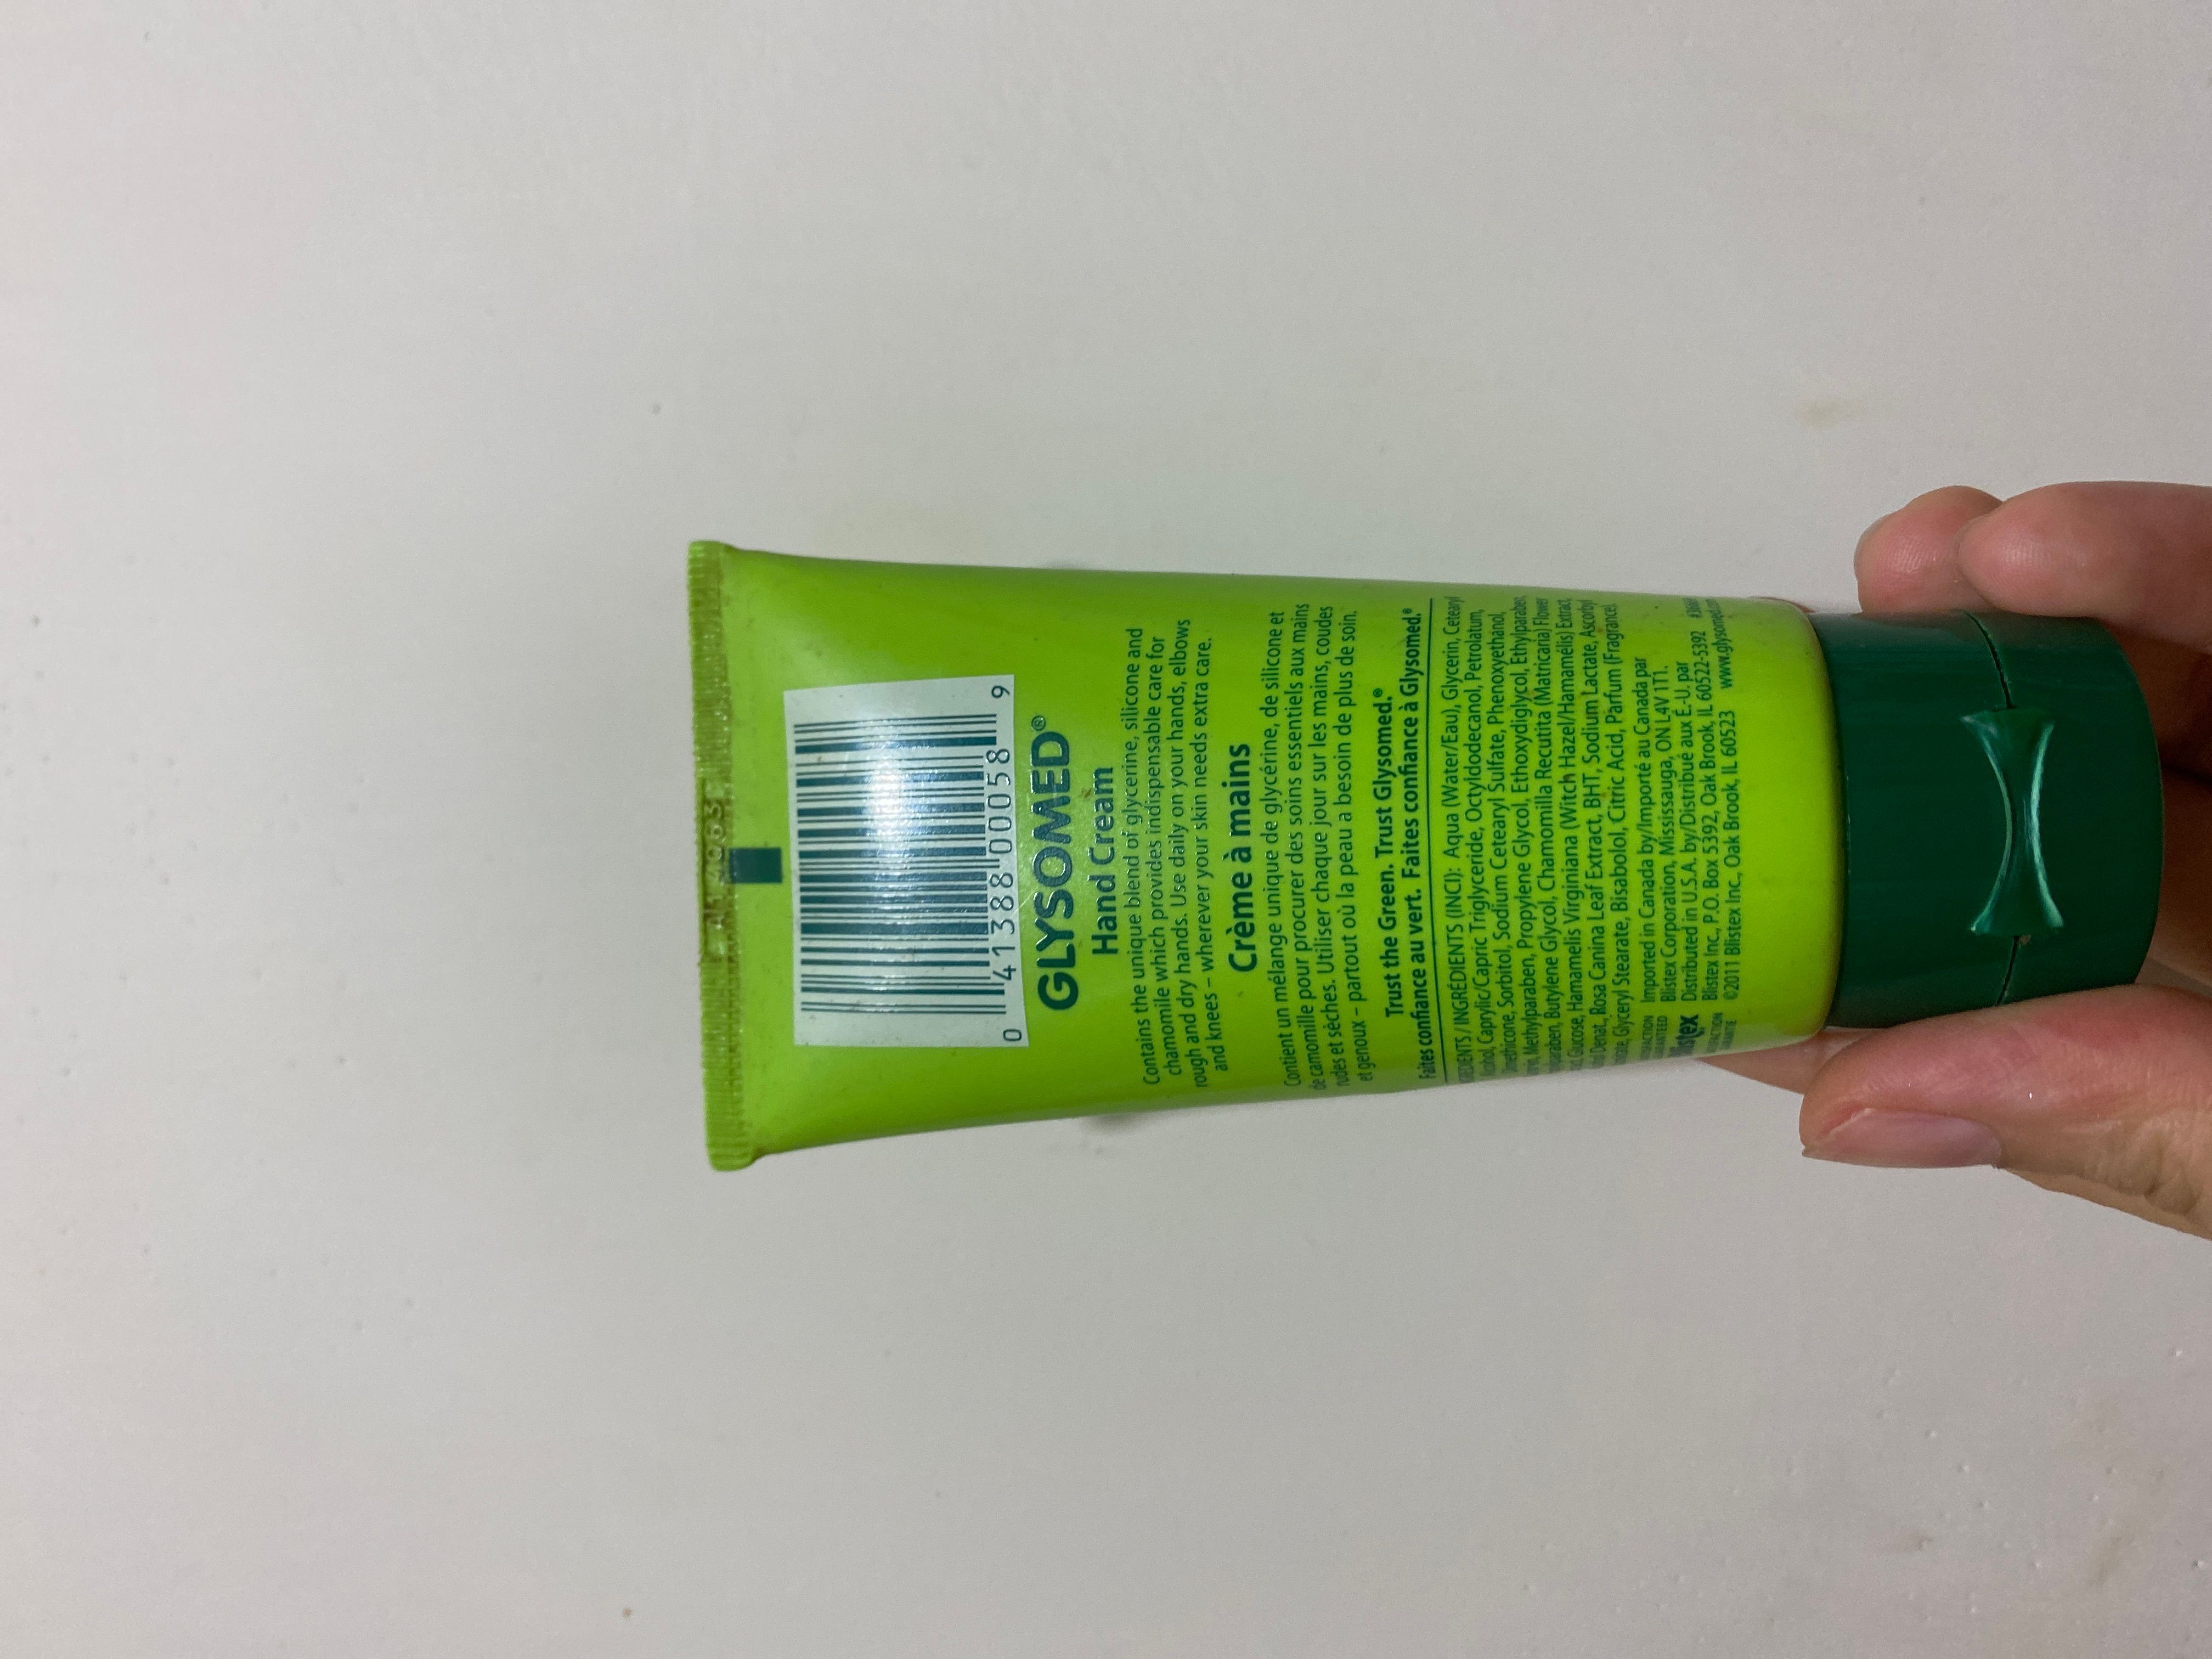 0 41388 00058 9
GLYSOMED®
Hand Cream
Contains the unique blend of glycerine, silicone and
chamomile which provides indispensable care for
rough and dry hands. Use daily on your hands, elbows
and knees – wherever your skin needs extra care.
Crème à mains
Contient un mélange unique de glycérine, de silicone et
de camomille pour procurer des soins essentiels aux mains
rudes et sèches. Utiliser chaque jour sur les mains, coudes
et genoux – partout où la peau a besoin de plus de soin.
Trust the Green. Trust Glysomed.®
Faites confiance au vert. Faites confiance à Glysomed.®
/ INGRÉDIENTS (INCI): Aqua (Water/Eau), Glycerin, Cetearyl
Alcohol, Caprylic/Capric Triglyceride, Octyldodecanol, Petrolatum,
Dimethicone, Sorbitol, Sodium Cetearyl Sulfate, Phenoxyethanol,
Methylparaben, Propylene Glycol, Ethoxydiglycol, Ethylparaben,
Butylene Glycol, Chamomilla Recutita (Matricaria) Flower
Glucose, Hamamelis Virginiana (Witch Hazel/Hamamélis) Extract,
Denat., Rosa Canina Leaf Extract, BHT, Sodium Lactate, Ascorbyl
Glyceryl Stearate, Bisabolol, Citric Acid, Parfum (Fragrance).
Imported in Canada by/Importé au Canada par
Blistex Corporation, Mississauga, ON L4V 1T1.
Distributed in U.S.A. by/Distribué aux É.-U. par
Blistex Inc., P.O. Box 5392, Oak Brook, IL 60522-5392
©2011 Blistex Inc., Oak Brook, IL 60523 www.glysomed.com